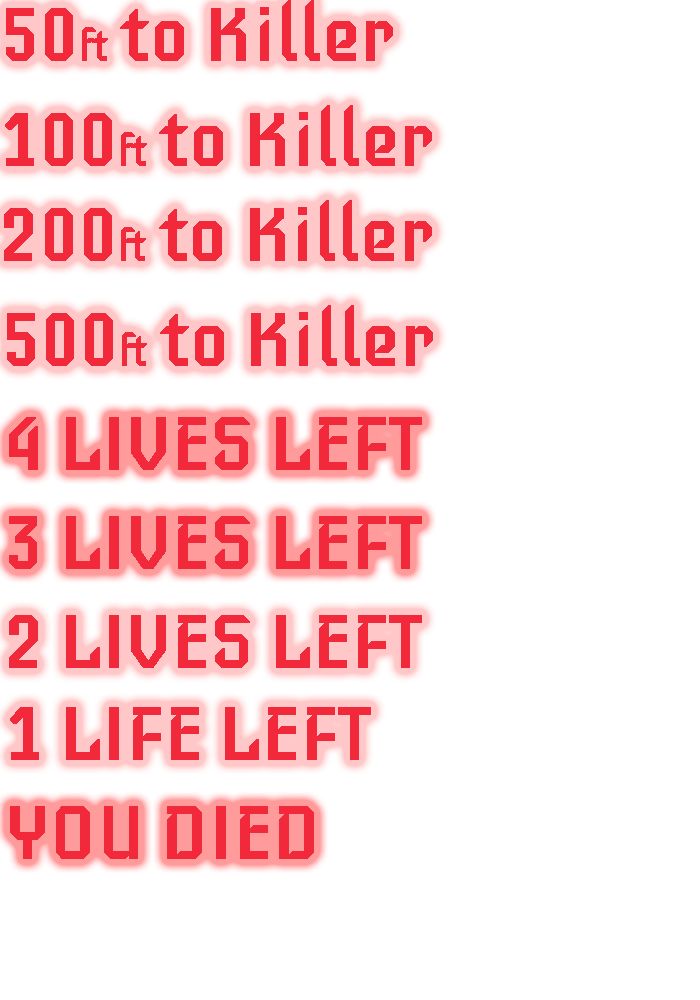 50ft to Killer
100ft to Killer
200ft to Killer
500ft to Killer
4 LIVES LEFT
3 LIVES LEFT
2 LIVES LEFT
1 LIFE LEFT
YOU DIED